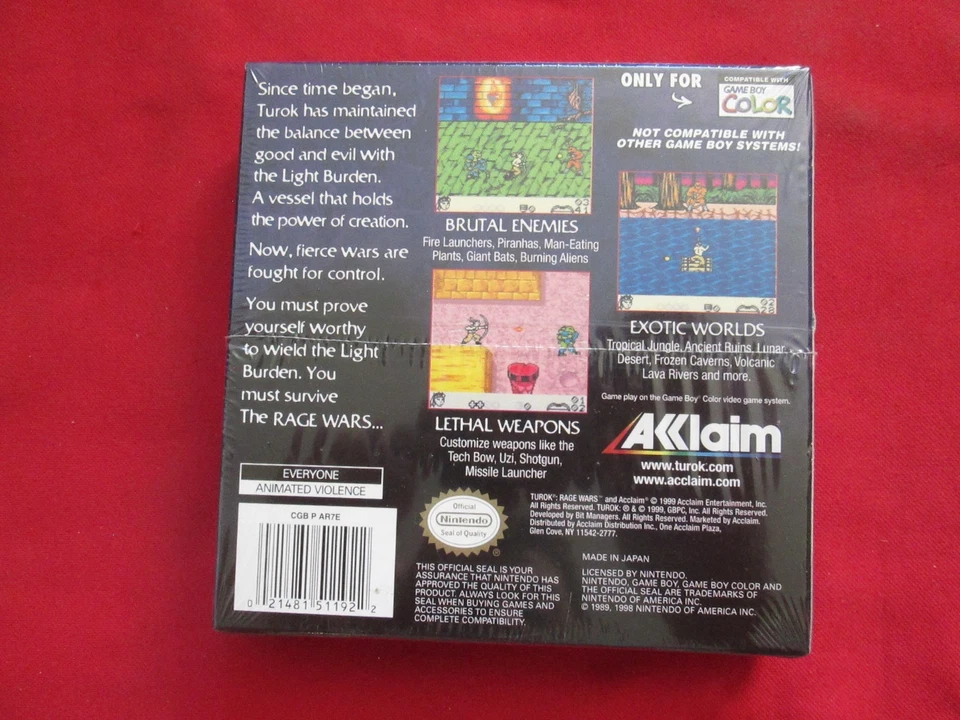 Since time began,
Turok has maintained
the balance between
good and evil with
the Light Burden.
A vessel that holds
the power of creation.
Now, fierce wars are
fought for control.
You must prove
yourself worthy
to wield the Light
Burden. You
must survive
The RAGE WARS...
BRUTAL ENEMIES
Fire Launchers, Piranhas, Man-Eating
Plants, Giant Bats, Burning Aliens
LETHAL WEAPONS
Customize weapons like the
Tech Bow, Uzi, Shotgun,
Missile Launcher
ONLY FOR
COMPATIBLE WITH
GAME BOY
COLOR
NOT COMPATIBLE WITH
OTHER GAME BOY SYSTEMS!
EXOTIC WORLDS
Tropical Jungle, Ancient Ruins, Lunar
Desert, Frozen Caverns, Volcanic
Lava Rivers and more.
Game play on the Game Boy® Color video game system.
AKKlaim
www.turok.com
www.acclaim.com
EVERYONE
ANIMATED VIOLENCE
CGB P AR7E
0 21481 51192 2
Official
Nintendo
Seal of Quality
®
THIS OFFICIAL SEAL IS YOUR
ASSURANCE THAT NINTENDO HAS
APPROVED THE QUALITY OF THIS
PRODUCT. ALWAYS LOOK FOR THIS
SEAL WHEN BUYING GAMES AND
ACCESSORIES TO ENSURE
COMPLETE COMPATIBILITY.
TUROK®: RAGE WARS™ and Acclaim® © 1999 Acclaim Entertainment, Inc.
All Rights Reserved. TUROK: ® & © 1999, GBPC, Inc. All Rights Reserved.
Developed by Bit Managers. All Rights Reserved. Marketed by Acclaim.
Distributed by Acclaim Distribution Inc., One Acclaim Plaza,
Glen Cove, NY 11542-2777.
MADE IN JAPAN
LICENSED BY NINTENDO.
NINTENDO, GAME BOY, GAME BOY COLOR AND
THE OFFICIAL SEAL ARE TRADEMARKS OF
NINTENDO OF AMERICA INC.
© 1989, 1998 NINTENDO OF AMERICA INC.